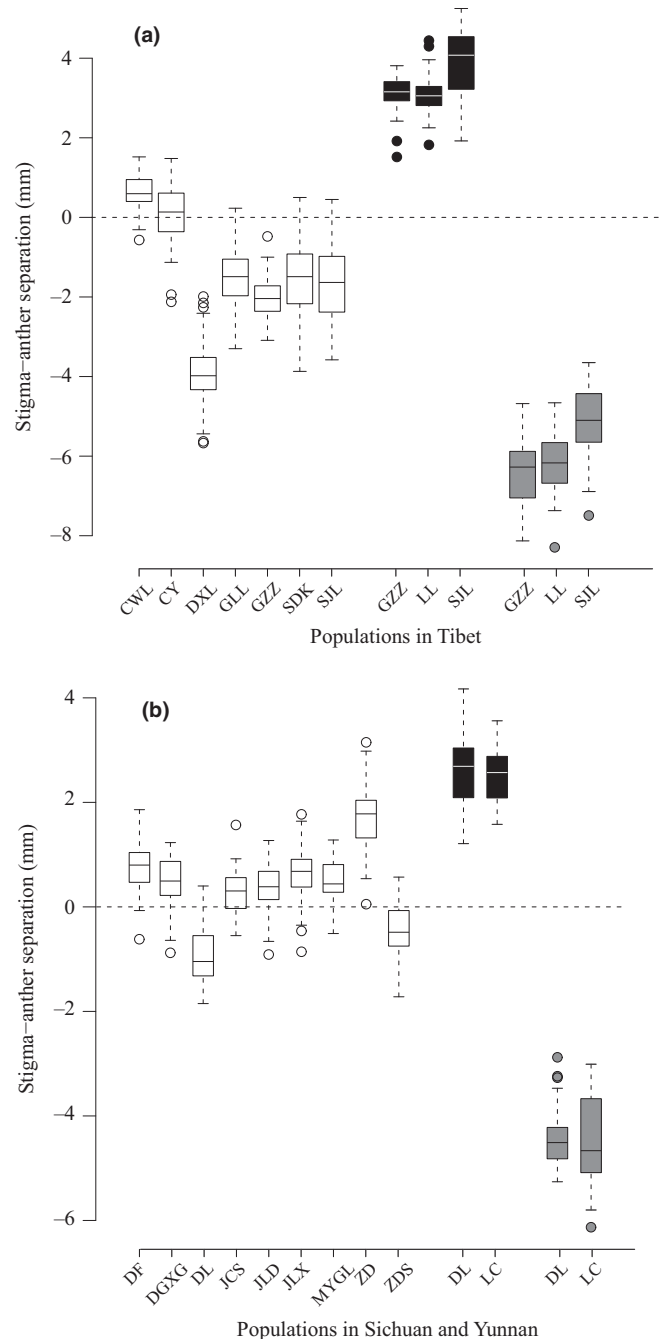 (a)
4
2
0
−2
−4
−6
−8
Stigma−anther separation (mm)
CWL CY DXL GLL GZZ SDK SJL GZZ LL SJL GZZ LL SJL
Populations in Tibet
(b)
4
2
0
−2
−4
−6
Stigma−anther separation (mm)
DF DGXG DL JCS JLD JLX MYGL ZD ZDS DL LC DL LC
Populations in Sichuan and Yunnan